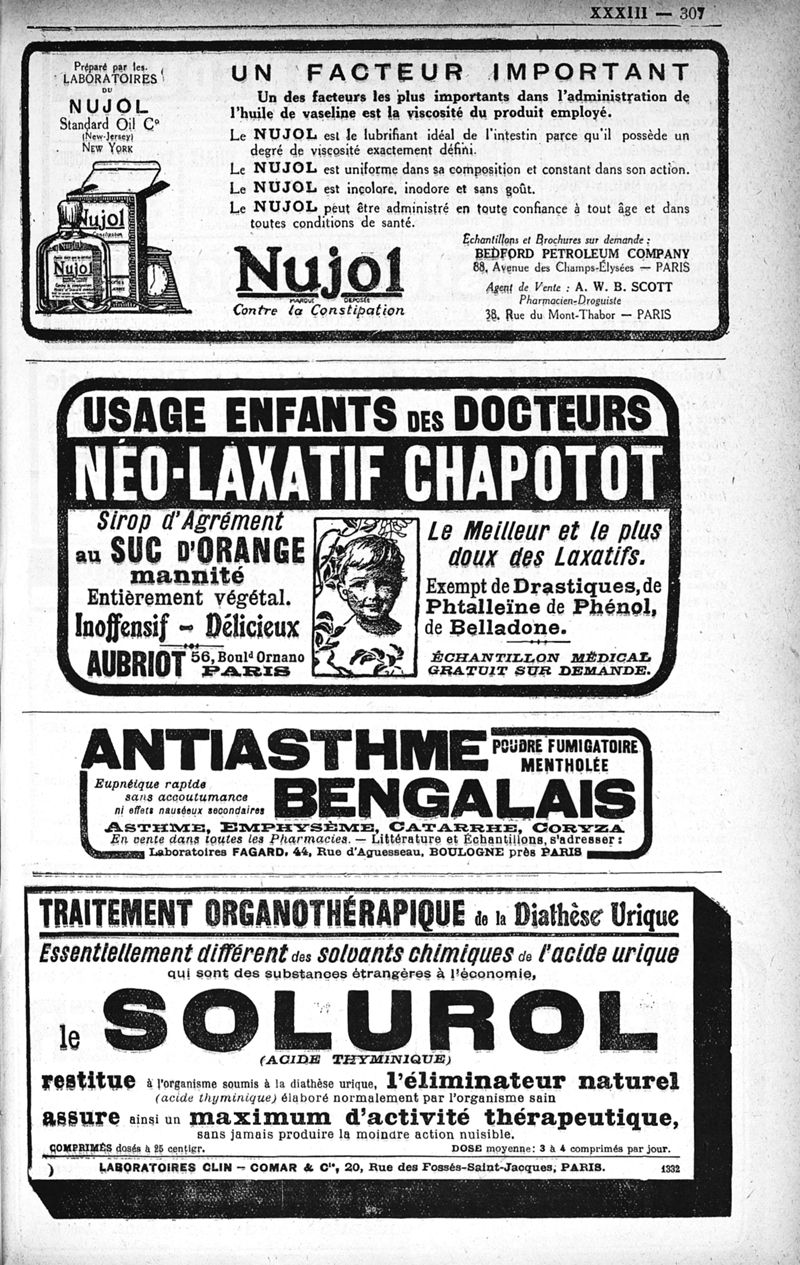 XXXIII — 307
Préparé par les
LABORATOIRES
DU
NUJOL
Standard Oil Co
(New-Jersey)
NEW YORK
Nujol
Nujol
UN FACTEUR IMPORTANT
Un des facteurs les plus importants dans l'administration de
l'huile de vaseline est la viscosité du produit employé.
Le NUJOL est le lubrifiant idéal de l'intestin parce qu'il possède un
degré de viscosité exactement défini.
Le NUJOL est uniforme dans sa composition et constant dans son action.
Le NUJOL est incolore, inodore et sans goût.
Le NUJOL peut être administré en toute confiance à tout âge et dans
toutes conditions de santé.
Nujol
MARQUE DÉPOSÉE
Contre la Constipation
Échantillons et Brochures sur demande :
BEDFORD PETROLEUM COMPANY
88, Avenue des Champs-Élysées — PARIS
Agent de Vente : A. W. B. SCOTT
Pharmacien-Droguiste
38, Rue du Mont-Thabor — PARIS
USAGE ENFANTS DES DOCTEURS
NÉO-LAXATIF CHAPOTOT
Sirop d'Agrément
au SUC D'ORANGE
mannité
Entièrement végétal.
Inoffensif - Délicieux
AUBRIOT 56, Bould Ornano
PARIS
Le Meilleur et le plus
doux des Laxatifs.
Exempt de Drastiques, de
Phtalleïne de Phénol,
de Belladone.
ÉCHANTILLON MÉDICAL
GRATUIT SUR DEMANDE.
ANTIASTHME POUDRE FUMIGATOIRE
MENTHOLÉE
Eupnéique rapide
sans accoutumance
ni effets nauséeux secondaires
BENGALAIS
ASTHME, EMPHYSÈME, CATARRHE, CORYZA
En vente dans toutes les Pharmacies. — Littérature et Échantillons, s'adresser :
Laboratoires FAGARD, 44, Rue d'Aguesseau, BOULOGNE près PARIS
TRAITEMENT ORGANOTHÉRAPIQUE de la Diathèse Urique
Essentiellement différent des solvants chimiques de l'acide urique
qui sont des substances étrangères à l'économie,
le SOLUROL
(ACIDE THYMINIQUE)
restitue à l'organisme soumis à la diathèse urique, l'éliminateur naturel
(acide thyminique) élaboré normalement par l'organisme sain
assure ainsi un maximum d'activité thérapeutique,
sans jamais produire la moindre action nuisible.
COMPRIMÉS dosés à 25 centigr. DOSE moyenne: 3 à 4 comprimés par jour.
LABORATOIRES CLIN - COMAR & Cie, 20, Rue des Fossés-Saint-Jacques, PARIS. 1332